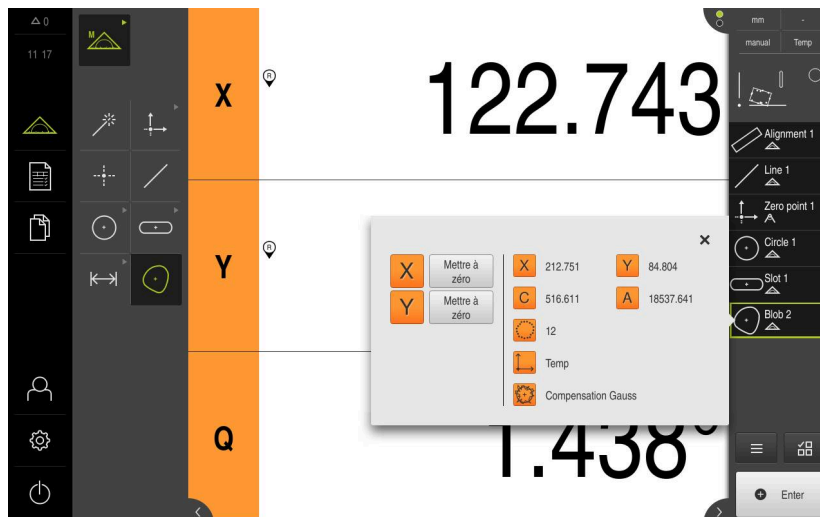 0
11 17
M
X
R
122.743
Y
R
Q
1.438°
mm
-
manual
Temp
Alignment 1
Line 1
Zero point 1
Circle 1
Slot 1
Blob 2
Enter
X
Mettre à
zéro
Y
Mettre à
zéro
X 212.751 Y 84.804
C 516.611 A 18537.641
12
Temp
Compensation Gauss